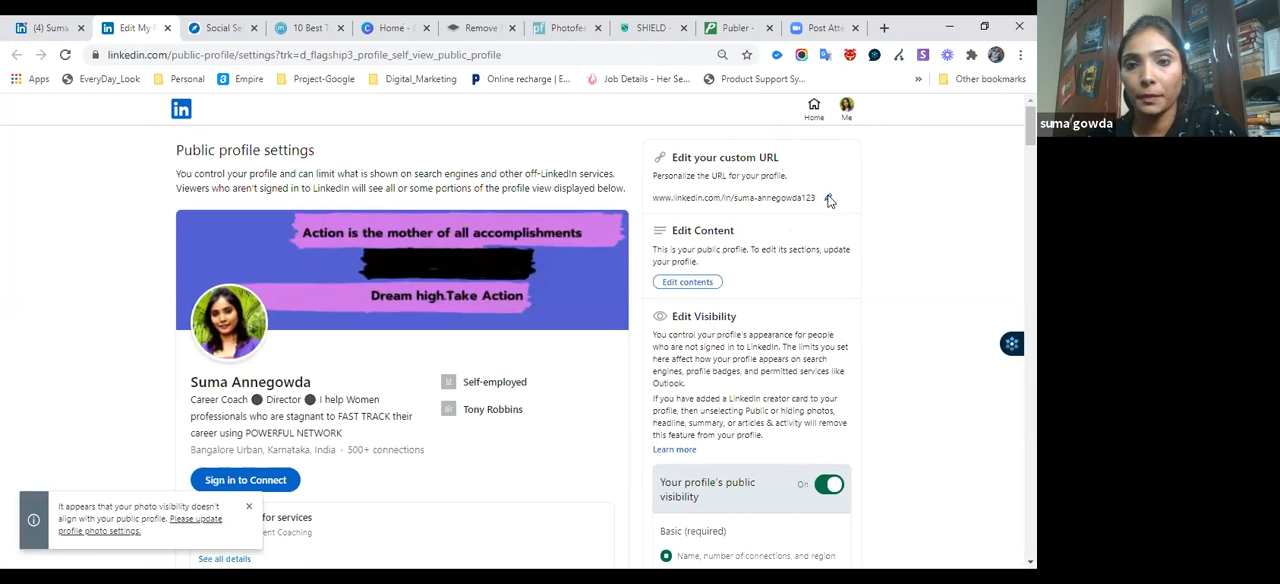 (4) Suma
Edit My P
Social Se
10 Best T
Home -
Remove
Photofee
SHIELD -
Publer -
Post Atte
linkedin.com/public-profile/settings?trk=d_flagship3_profile_self_view_public_profile
Apps
EveryDay_Look
Personal
Empire
Project-Google
Digital_Marketing
Online recharge | E...
Job Details - Her Se...
Product Support Sy...
»
Other bookmarks
in
Home
Me
Public profile settings
You control your profile and can limit what is shown on search engines and other off-LinkedIn services.
Viewers who aren't signed in to LinkedIn will see all or some portions of the profile view displayed below.
Action is the mother of all accomplishments
Dream high.Take Action
Suma Annegowda
Career Coach ⚫ Director ⚫ I help Women
professionals who are stagnant to FAST TRACK their
career using POWERFUL NETWORK
Bangalore Urban, Karnataka, India · 500+ connections
Self-employed
Tony Robbins
Sign in to Connect
It appears that your photo visibility doesn't
align with your public profile. Please update
profile photo settings.
for services
ent Coaching
See all details
Edit your custom URL
Personalize the URL for your profile.
www.linkedin.com/in/suma-annegowda123
Edit Content
This is your public profile. To edit its sections, update
your profile.
Edit contents
Edit Visibility
You control your profile's appearance for people
who are not signed in to LinkedIn. The limits you set
here affect how your profile appears on search
engines, profile badges, and permitted services like
Outlook.
If you have added a LinkedIn creator card to your
profile, then unselecting Public or hiding photos,
headline, summary, or articles & activity will remove
this feature from your profile.
Learn more
Your profile's public
visibility
On
Basic (required)
Name, number of connections, and region
suma gowda